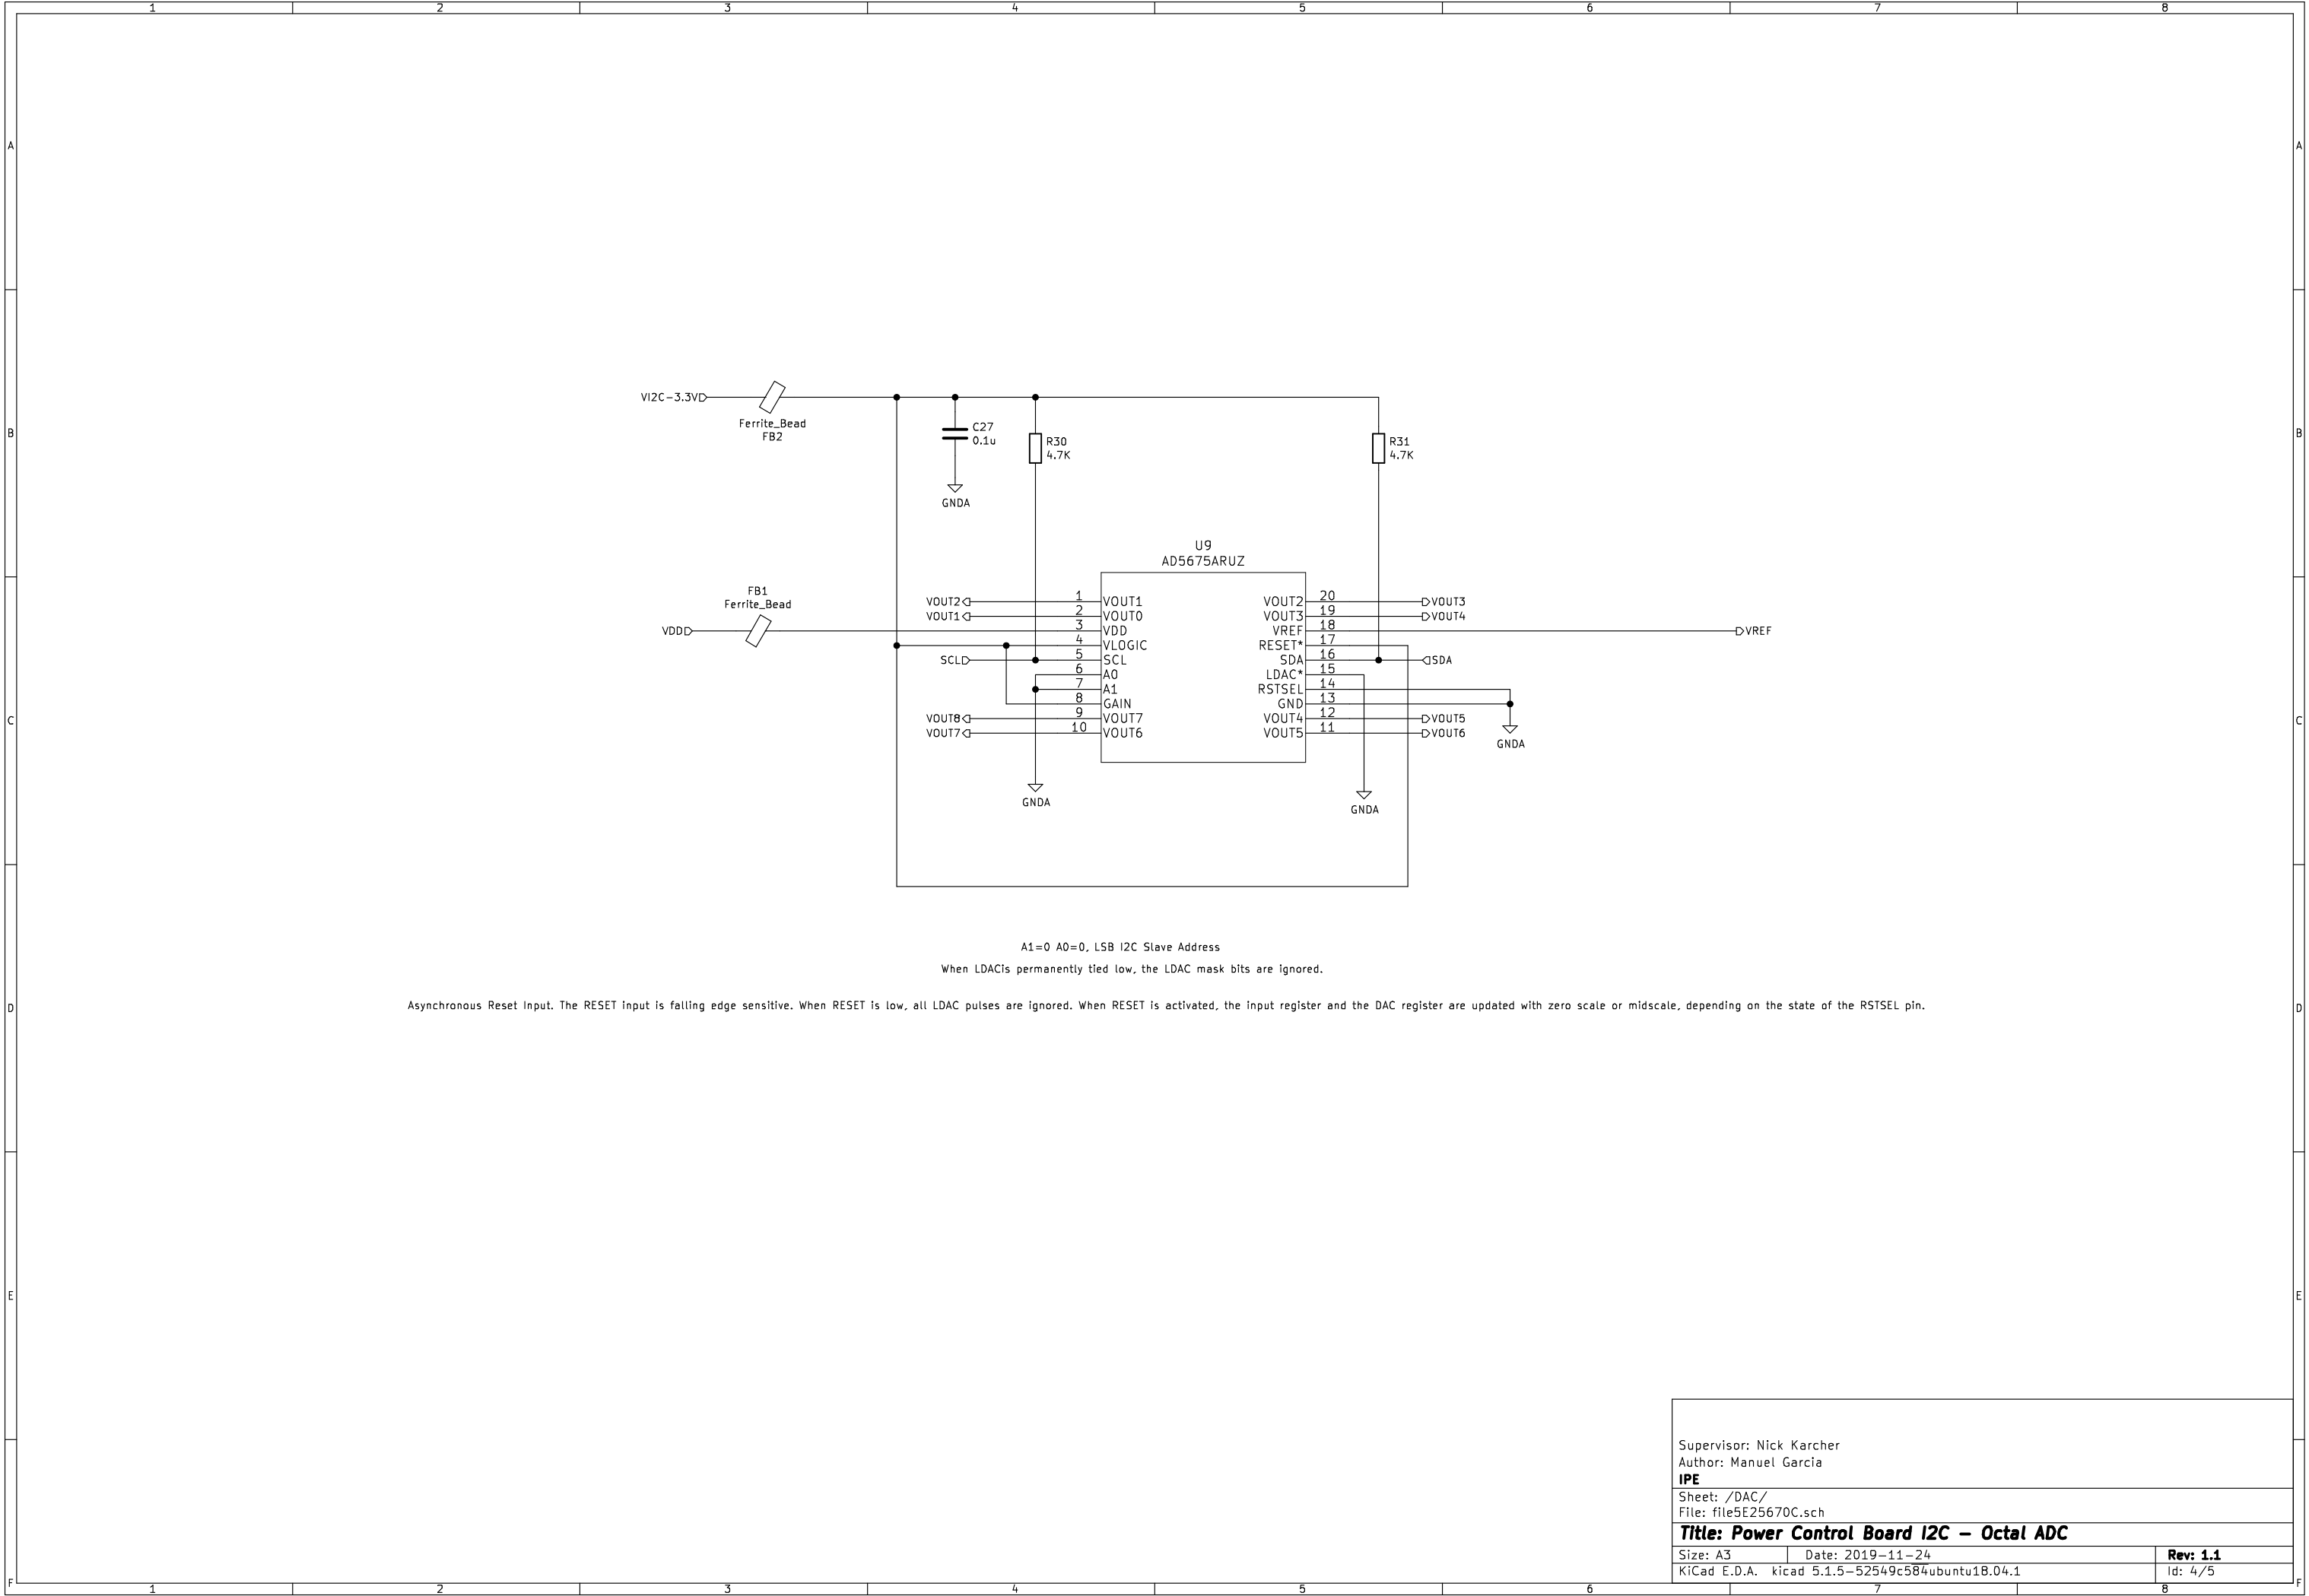 1 2 3 4 5 6 7 8
A A
B B
C C
D D
E E
F F
VI2C-3.3V
Ferrite_Bead
FB2
C27
0.1u
GNDA
R30
4.7K
R31
4.7K
U9
AD5675ARUZ
FB1
Ferrite_Bead
VDD
VOUT2 1 VOUT1 VOUT2 20 VOUT3
VOUT1 2 VOUT0 VOUT3 19 VOUT4
3 VDD VREF 18 VREF
4 VLOGIC RESET* 17
SCL 5 SCL SDA 16 SDA
6 A0 LDAC* 15
7 A1 RSTSEL 14
8 GAIN GND 13
VOUT8 9 VOUT7 VOUT4 12 VOUT5
VOUT7 10 VOUT6 VOUT5 11 VOUT6
GNDA
GNDA
GNDA
A1=0 A0=0, LSB I2C Slave Address
When LDACis permanently tied low, the LDAC mask bits are ignored.
Asynchronous Reset Input. The RESET input is falling edge sensitive. When RESET is low, all LDAC pulses are ignored. When RESET is activated, the input register and the DAC register are updated with zero scale or midscale, depending on the state of the RSTSEL pin.
Supervisor: Nick Karcher
Author: Manuel Garcia
IPE
Sheet: /DAC/
File: file5E25670C.sch
Title: Power Control Board I2C - Octal ADC
Size: A3 Date: 2019-11-24 Rev: 1.1
KiCad E.D.A. kicad 5.1.5-52549c584ubuntu18.04.1 Id: 4/5
1 2 3 4 5 6 7 8